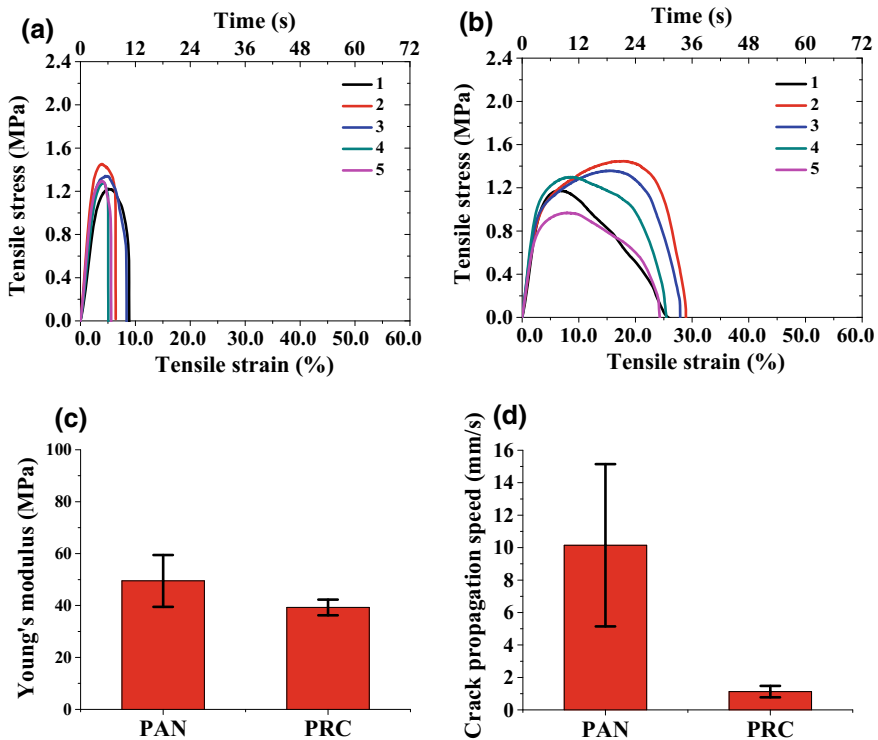 (a)
Time (s)
0 12 24 36 48 60 72
Tensile stress (MPa)
2.4
2.0
1.6
1.2
0.8
0.4
0.0
1
2
3
4
5
0.0 10.0 20.0 30.0 40.0 50.0 60.0
Tensile strain (%)
(b)
Time (s)
0 12 24 36 48 60 72
Tensile stress (MPa)
2.4
2.0
1.6
1.2
0.8
0.4
0.0
1
2
3
4
5
0.0 10.0 20.0 30.0 40.0 50.0 60.0
Tensile strain (%)
(c)
Young's modulus (MPa)
100
80
60
40
20
0
PAN PRC
(d)
Crack propagation speed (mm/s)
16
14
12
10
8
6
4
2
0
PAN PRC